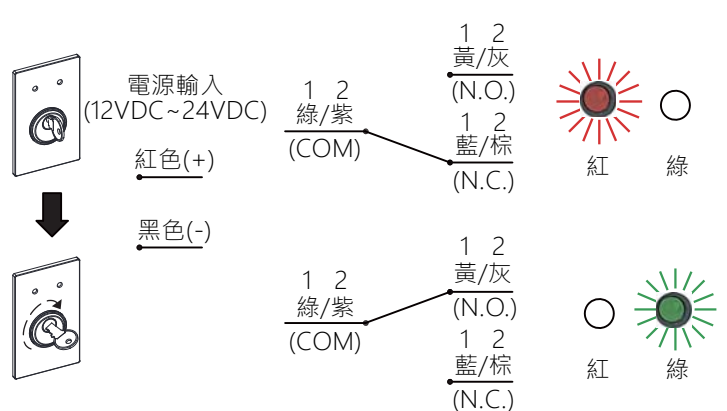 電源輸入
(12VDC~24VDC)
紅色(+)
黑色(-)
1 2
綠/紫
(COM)
1 2
黃/灰
(N.O.)
1 2
藍/棕
(N.C.)
紅 綠
1 2
綠/紫
(COM)
1 2
黃/灰
(N.O.)
1 2
藍/棕
(N.C.)
紅 綠